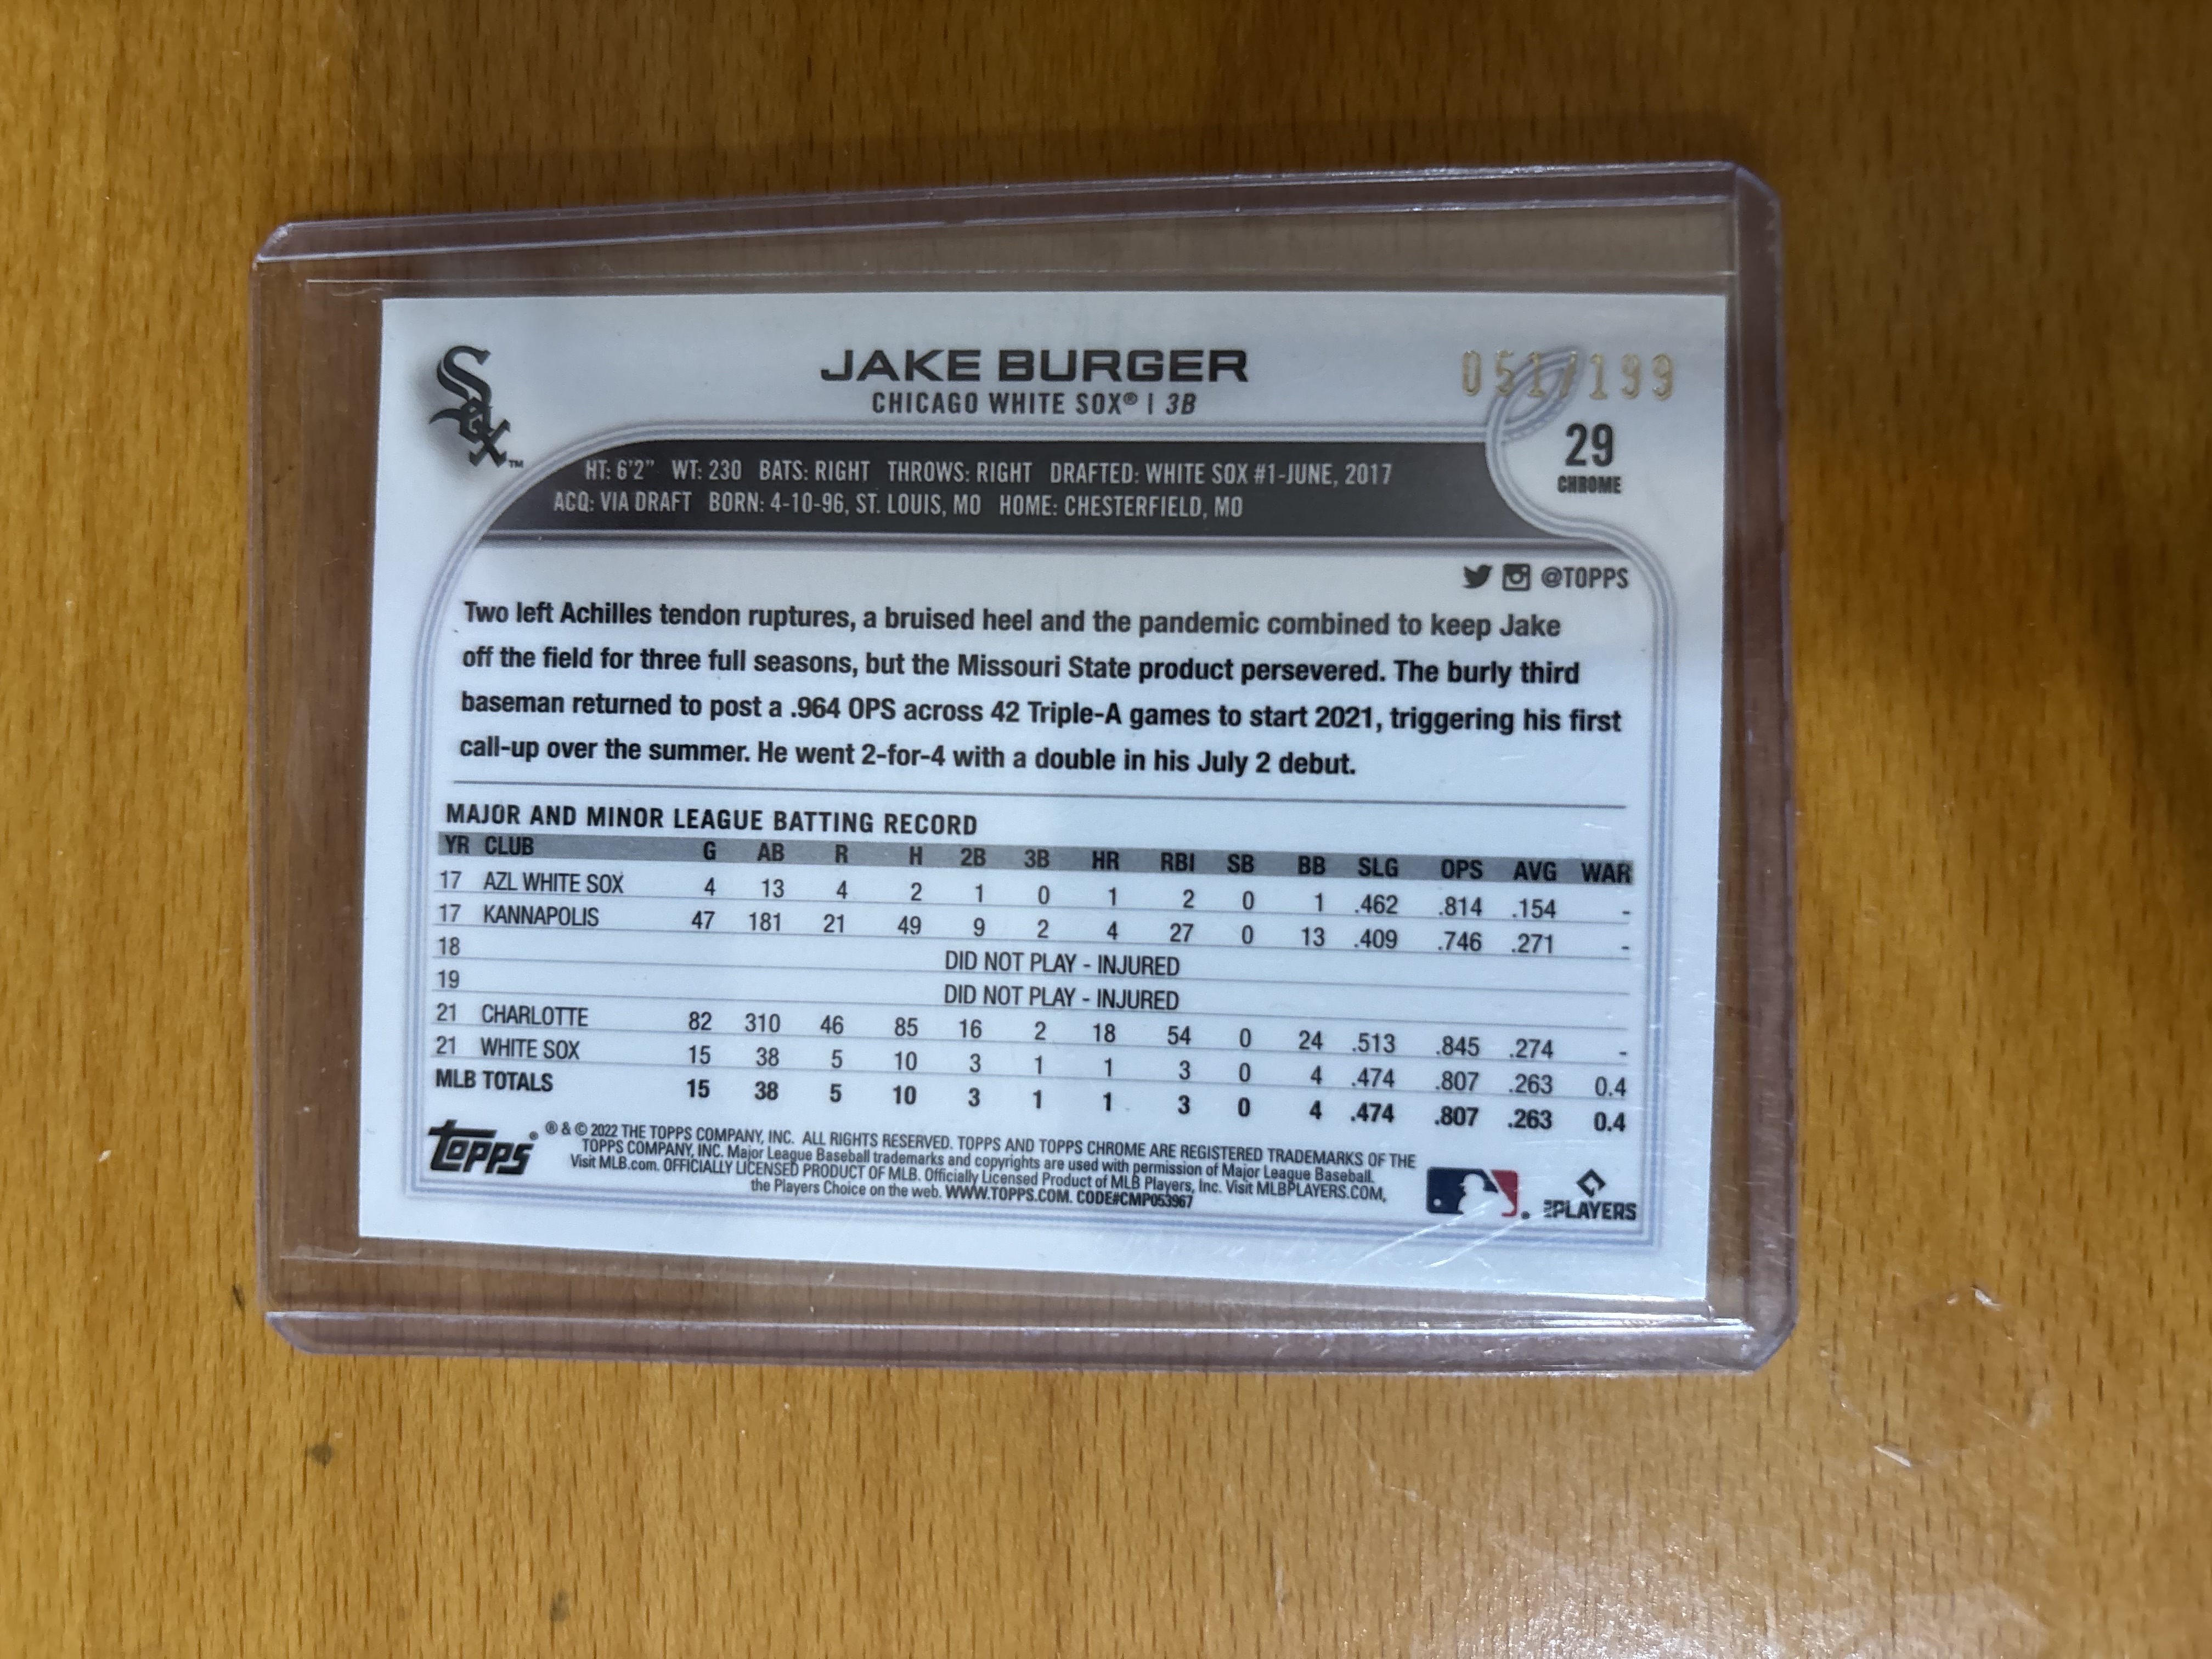 Sox™
JAKE BURGER
CHICAGO WHITE SOX® | 3B
051/199
29
CHROME
HT: 6'2" WT: 230 BATS: RIGHT THROWS: RIGHT DRAFTED: WHITE SOX #1-JUNE, 2017
ACQ: VIA DRAFT BORN: 4-10-96, ST. LOUIS, MO HOME: CHESTERFIELD, MO
@TOPPS
Two left Achilles tendon ruptures, a bruised heel and the pandemic combined to keep Jake
off the field for three full seasons, but the Missouri State product persevered. The burly third
baseman returned to post a .964 OPS across 42 Triple-A games to start 2021, triggering his first
call-up over the summer. He went 2-for-4 with a double in his July 2 debut.
MAJOR AND MINOR LEAGUE BATTING RECORD
YR CLUB G AB R H 2B 3B HR RBI SB BB SLG OPS AVG WAR
17 AZL WHITE SOX 4 13 4 2 1 0 1 2 0 1 .462 .814 .154 -
17 KANNAPOLIS 47 181 21 49 9 2 4 27 0 13 .409 .746 .271 -
18 DID NOT PLAY - INJURED
19 DID NOT PLAY - INJURED
21 CHARLOTTE 82 310 46 85 16 2 18 54 0 24 .513 .845 .274 -
21 WHITE SOX 15 38 5 10 3 1 1 3 0 4 .474 .807 .263 0.4
MLB TOTALS 15 38 5 10 3 1 1 3 0 4 .474 .807 .263 0.4
Topps®
® & © 2022 THE TOPPS COMPANY, INC. ALL RIGHTS RESERVED. TOPPS AND TOPPS CHROME ARE REGISTERED TRADEMARKS OF THE
TOPPS COMPANY, INC. Major League Baseball trademarks and copyrights are used with permission of Major League Baseball.
Visit MLB.com. OFFICIALLY LICENSED PRODUCT OF MLB. Officially Licensed Product of MLB Players, Inc. Visit MLBPLAYERS.COM,
the Players Choice on the web. WWW.TOPPS.COM. CODE#CMP053967
PLAYERS